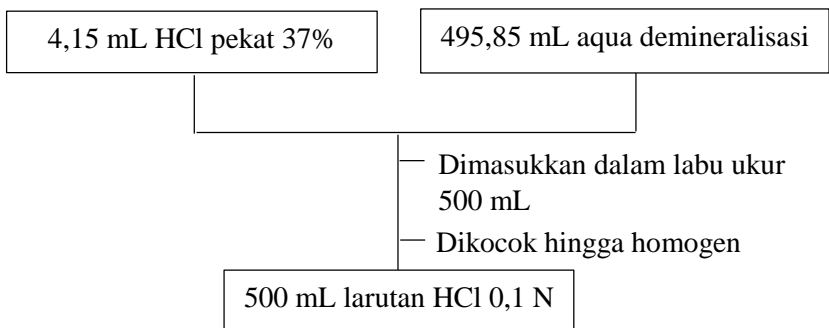 4,15 mL HCl pekat 37%
495,85 mL aqua demineralisasi
Dimasukkan dalam labu ukur
500 mL
Dikocok hingga homogen
500 mL larutan HCl 0,1 N